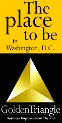 The
place
to be
in
Washington, D.C.
GoldenTriangle